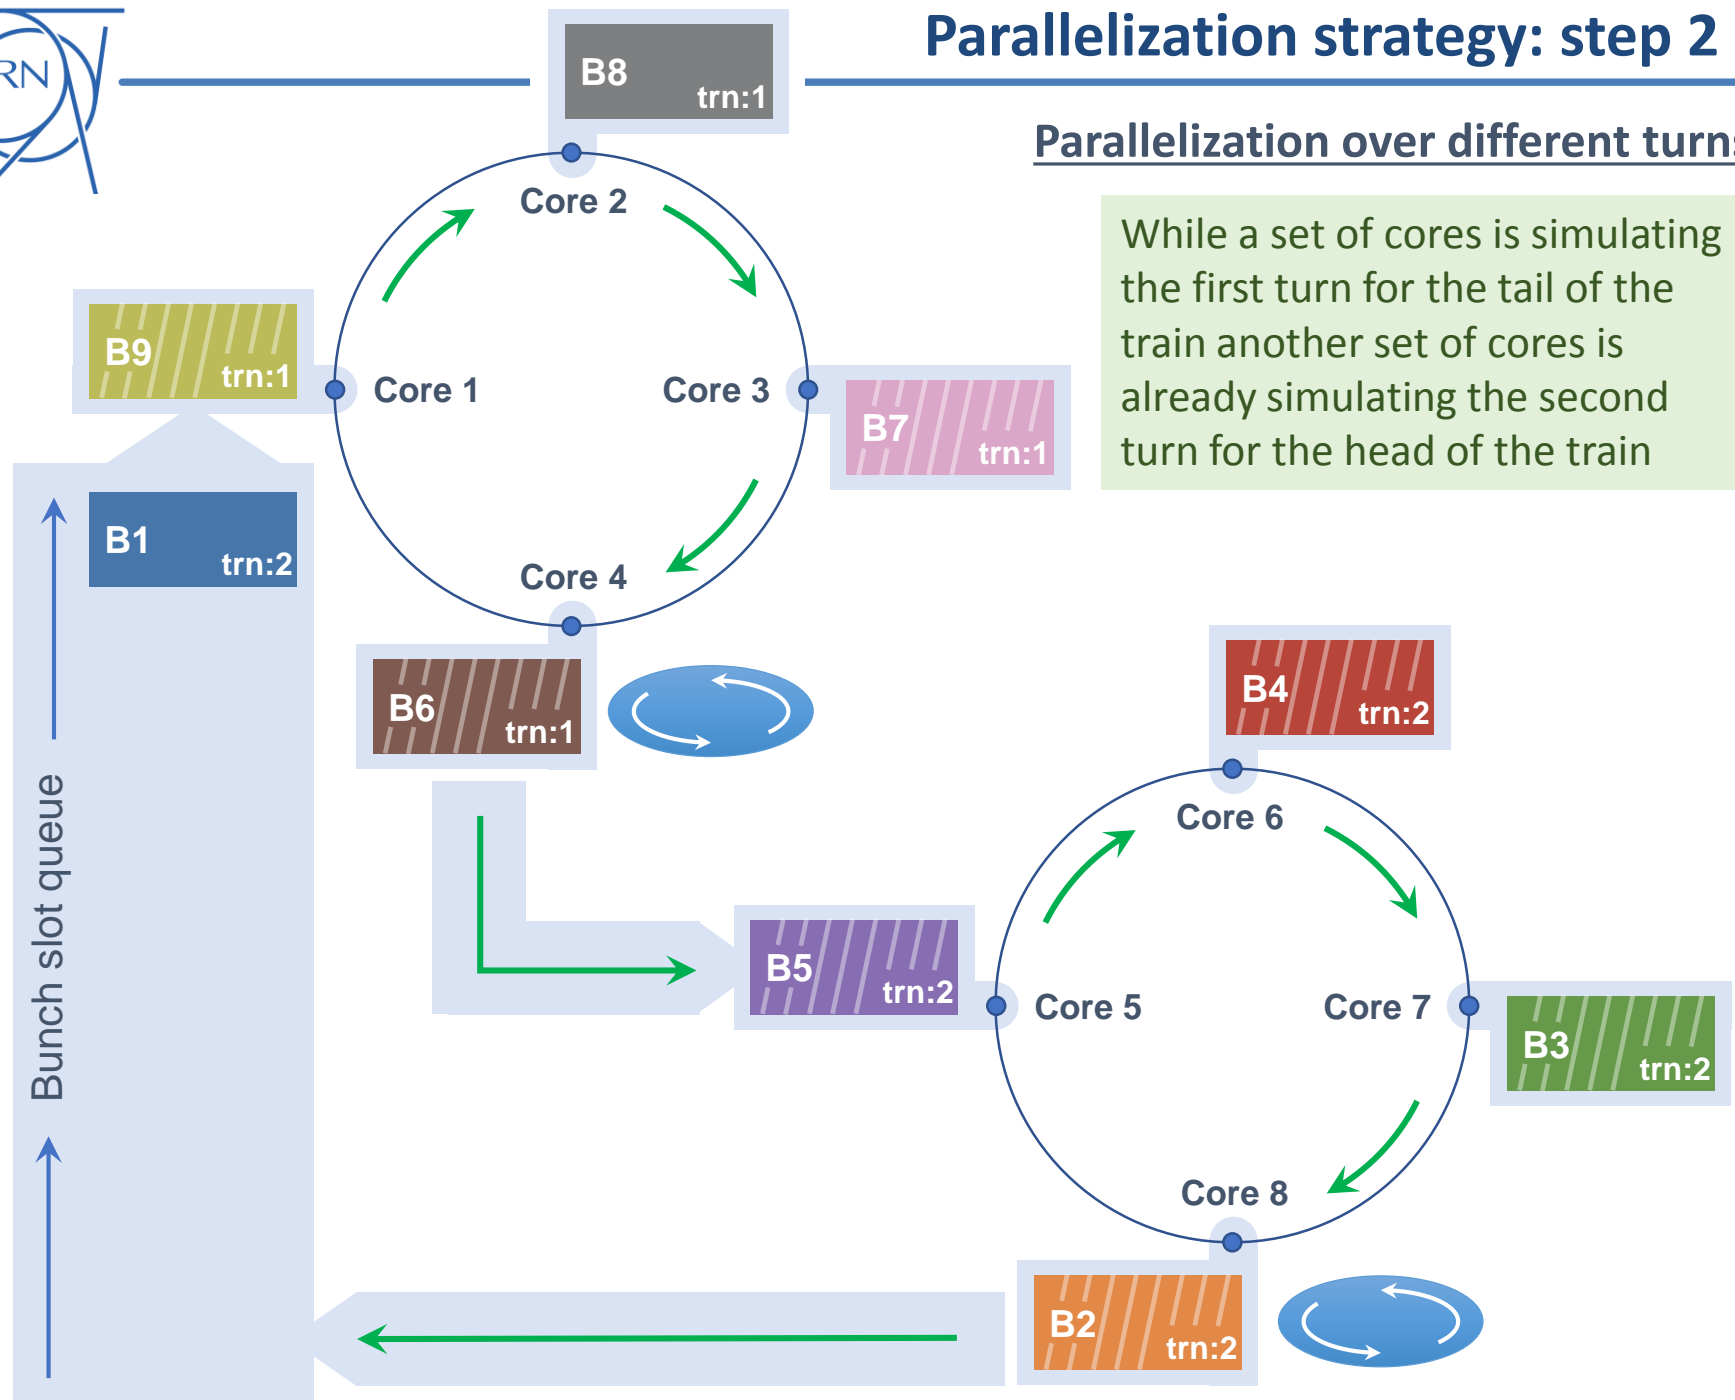 RN
Parallelization strategy: step 2
Parallelization over different turns
While a set of cores is simulating
the first turn for the tail of the
train another set of cores is
already simulating the second
turn for the head of the train
B8
trn:1
Core 2
B9
trn:1
Core 1
Core 3
B7
trn:1
B1
trn:2
Core 4
B6
trn:1
Bunch slot queue
B4
trn:2
Core 6
B5
trn:2
Core 5
Core 7
B3
trn:2
Core 8
B2
trn:2